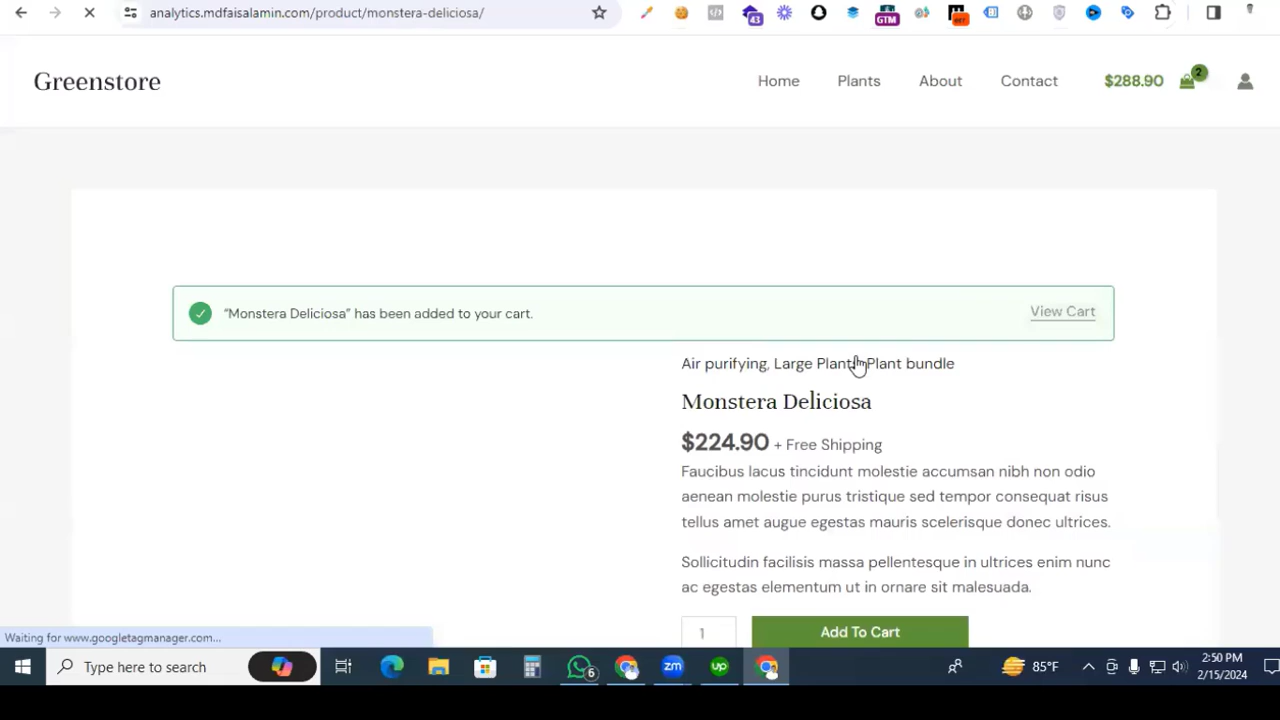 analytics.mdfaisalamin.com/product/monstera-deliciosa/
43
GTM
Greenstore
Home
Plants
About
Contact
$288.90
2
“Monstera Deliciosa” has been added to your cart.
View Cart
Air purifying, Large Plants, Plant bundle
Monstera Deliciosa
$224.90 + Free Shipping
Faucibus lacus tincidunt molestie accumsan nibh non odio
aenean molestie purus tristique sed tempor consequat risus
tellus amet augue egestas mauris scelerisque donec ultrices.
Sollicitudin facilisis massa pellentesque in ultrices enim nunc
ac egestas elementum ut in ornare sit malesuada.
1
Add To Cart
Waiting for www.googletagmanager.com...
Type here to search
6
zm
up
85°F
2:50 PM
2/15/2024